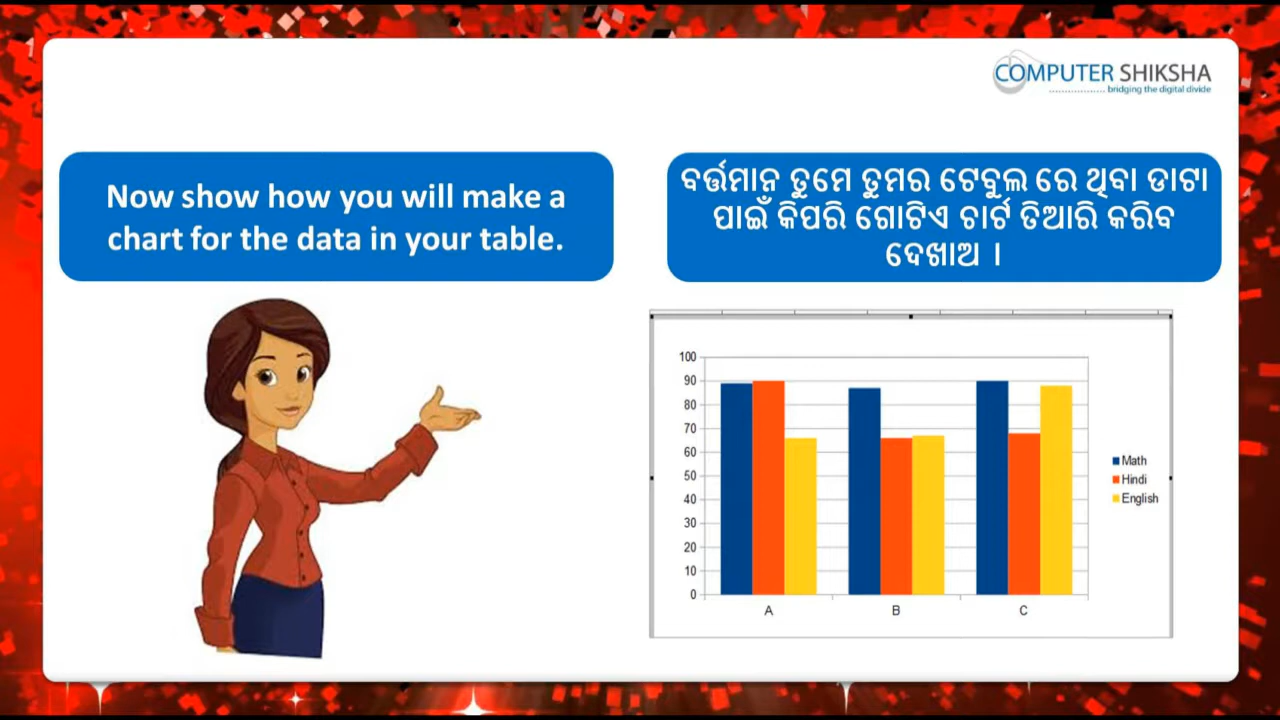 COMPUTER SHIKSHA
bridging the digital divide
Now show how you will make a
chart for the data in your table.
ବର୍ତ୍ତମାନ ତୁମେ ତୁମର ଟେବୁଲ ରେ ଥିବା ଡାଟା
ପାଇଁ କିପରି ଗୋଟିଏ ଚାର୍ଟ ତିଆରି କରିବ
ଦେଖାଅ ।
100
90
80
70
60
50
40
30
20
10
0
A B C
Math
Hindi
English